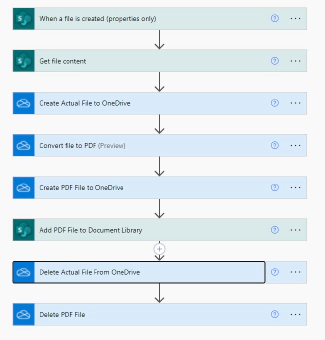 When a file is created (properties only)
Get file content
Create Actual File to OneDrive
Convert file to PDF (Preview)
Create PDF File to OneDrive
Add PDF File to Document Library
Delete Actual File From OneDrive
Delete PDF File